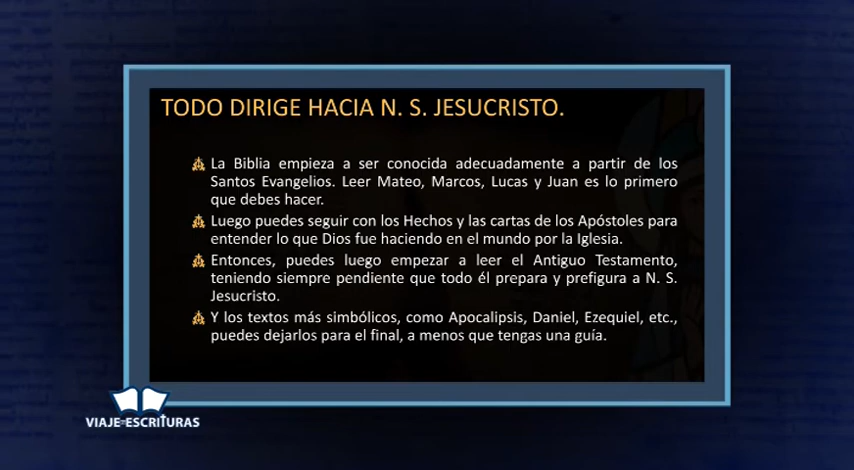 TODO DIRIGE HACIA N. S. JESUCRISTO.
La Biblia empieza a ser conocida adecuadamente a partir de los
Santos Evangelios. Leer Mateo, Marcos, Lucas y Juan es lo primero
que debes hacer.
Luego puedes seguir con los Hechos y las cartas de los Apóstoles para
entender lo que Dios fue haciendo en el mundo por la Iglesia.
Entonces, puedes luego empezar a leer el Antiguo Testamento,
teniendo siempre pendiente que todo él prepara y prefigura a N. S.
Jesucristo.
Y los textos más simbólicos, como Apocalipsis, Daniel, Ezequiel, etc.,
puedes dejarlos para el final, a menos que tengas una guía.
VIAJE ESCRITURAS